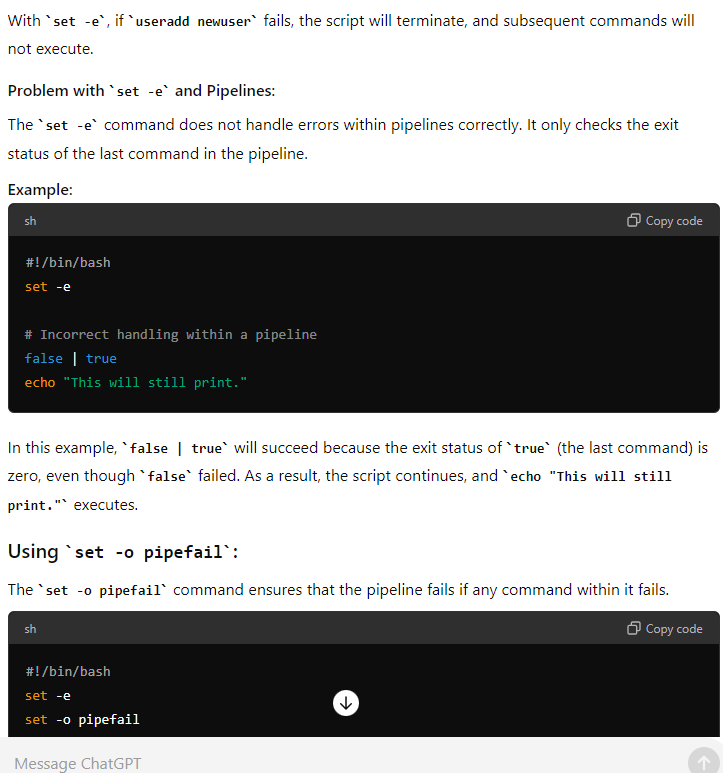 With `set -e`, if `useradd newuser` fails, the script will terminate, and subsequent commands will
not execute.
Problem with `set -e` and Pipelines:
The `set -e` command does not handle errors within pipelines correctly. It only checks the exit
status of the last command in the pipeline.
Example:
sh Copy code
#!/bin/bash
set -e
# Incorrect handling within a pipeline
false | true
echo "This will still print."
In this example, `false | true` will succeed because the exit status of `true` (the last command) is
zero, even though `false` failed. As a result, the script continues, and `echo "This will still
print."` executes.
Using `set -o pipefail`:
The `set -o pipefail` command ensures that the pipeline fails if any command within it fails.
sh Copy code
#!/bin/bash
set -e
set -o pipefail
Message ChatGPT